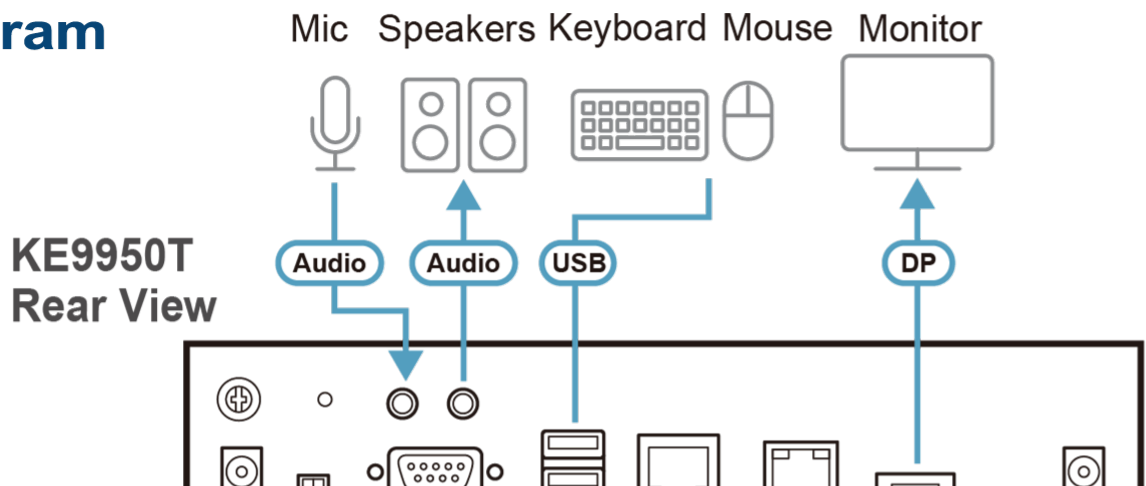 ram
Mic Speakers Keyboard Mouse Monitor
KE9950T
Rear View
Audio Audio USB DP